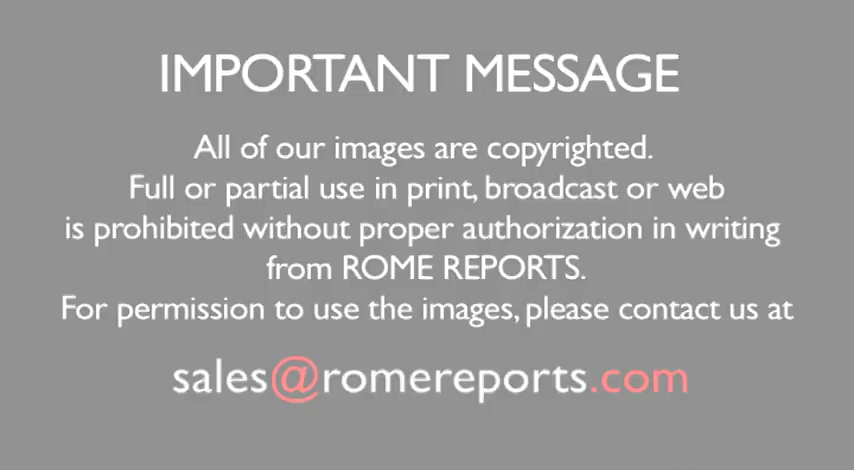 IMPORTANT MESSAGE
All of our images are copyrighted.
Full or partial use in print, broadcast or web
is prohibited without proper authorization in writing
from ROME REPORTS.
For permission to use the images, please contact us at
sales@romereports.com